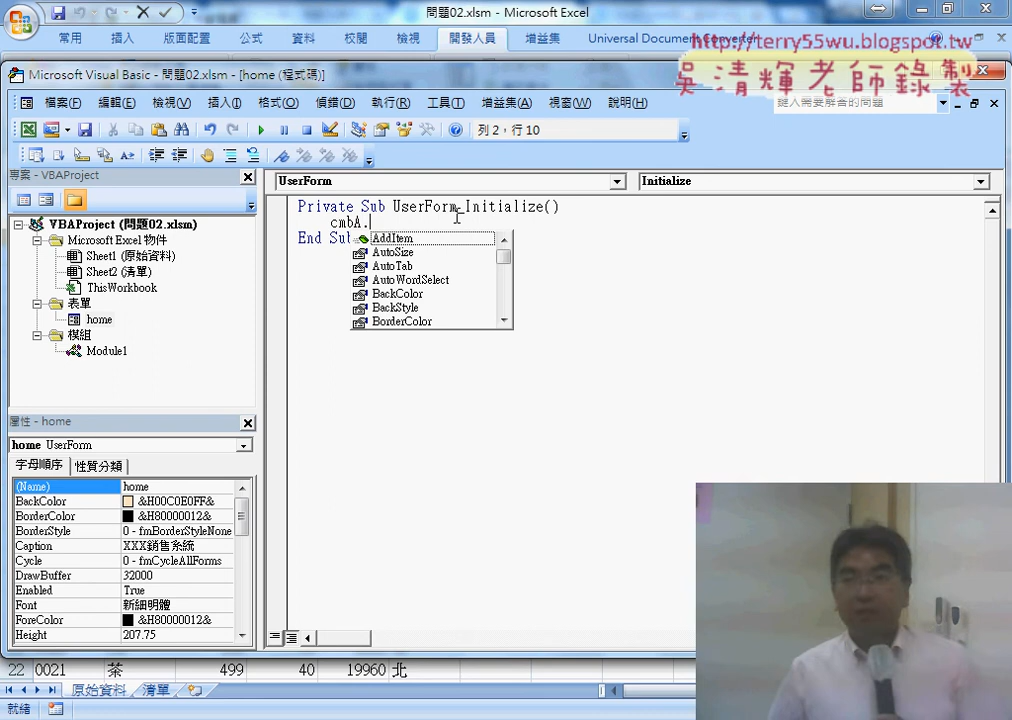 問題02.xlsm - Microsoft Excel
常用 插入 版面配置 公式 資料 校閱 檢視 開發人員 增益集 Universal Document Converter
http://terry55wu.blogspot.tw
吳清輝老師錄製
Microsoft Visual Basic - 問題02.xlsm - [home (程式碼)]
檔案(F) 編輯(E) 檢視(V) 插入(I) 格式(O) 偵錯(D) 執行(R) 工具(T) 增益集(A) 視窗(W) 說明(H)
鍵入需要解答的問題
列 2，行 10
專案 - VBAProject
UserForm
Initialize
VBAProject (問題02.xlsm)
Microsoft Excel 物件
Sheet1 (原始資料)
Sheet2 (清單)
ThisWorkbook
表單
home
模組
Module1
Private Sub UserForm_Initialize()
cmbA.
End Sub
AddItem
AutoSize
AutoTab
AutoWordSelect
BackColor
BackStyle
BorderColor
屬性 - home
home UserForm
字母順序 性質分類
(Name) home
BackColor &H00C0E0FF&
BorderColor &H80000012&
BorderStyle 0 - fmBorderStyleNone
Caption XXX銷售系統
Cycle 0 - fmCycleAllForms
DrawBuffer 32000
Enabled True
Font 新細明體
ForeColor &H80000012&
Height 207.75
22 0021 茶 499 40 19960 北
原始資料 清單
就緒